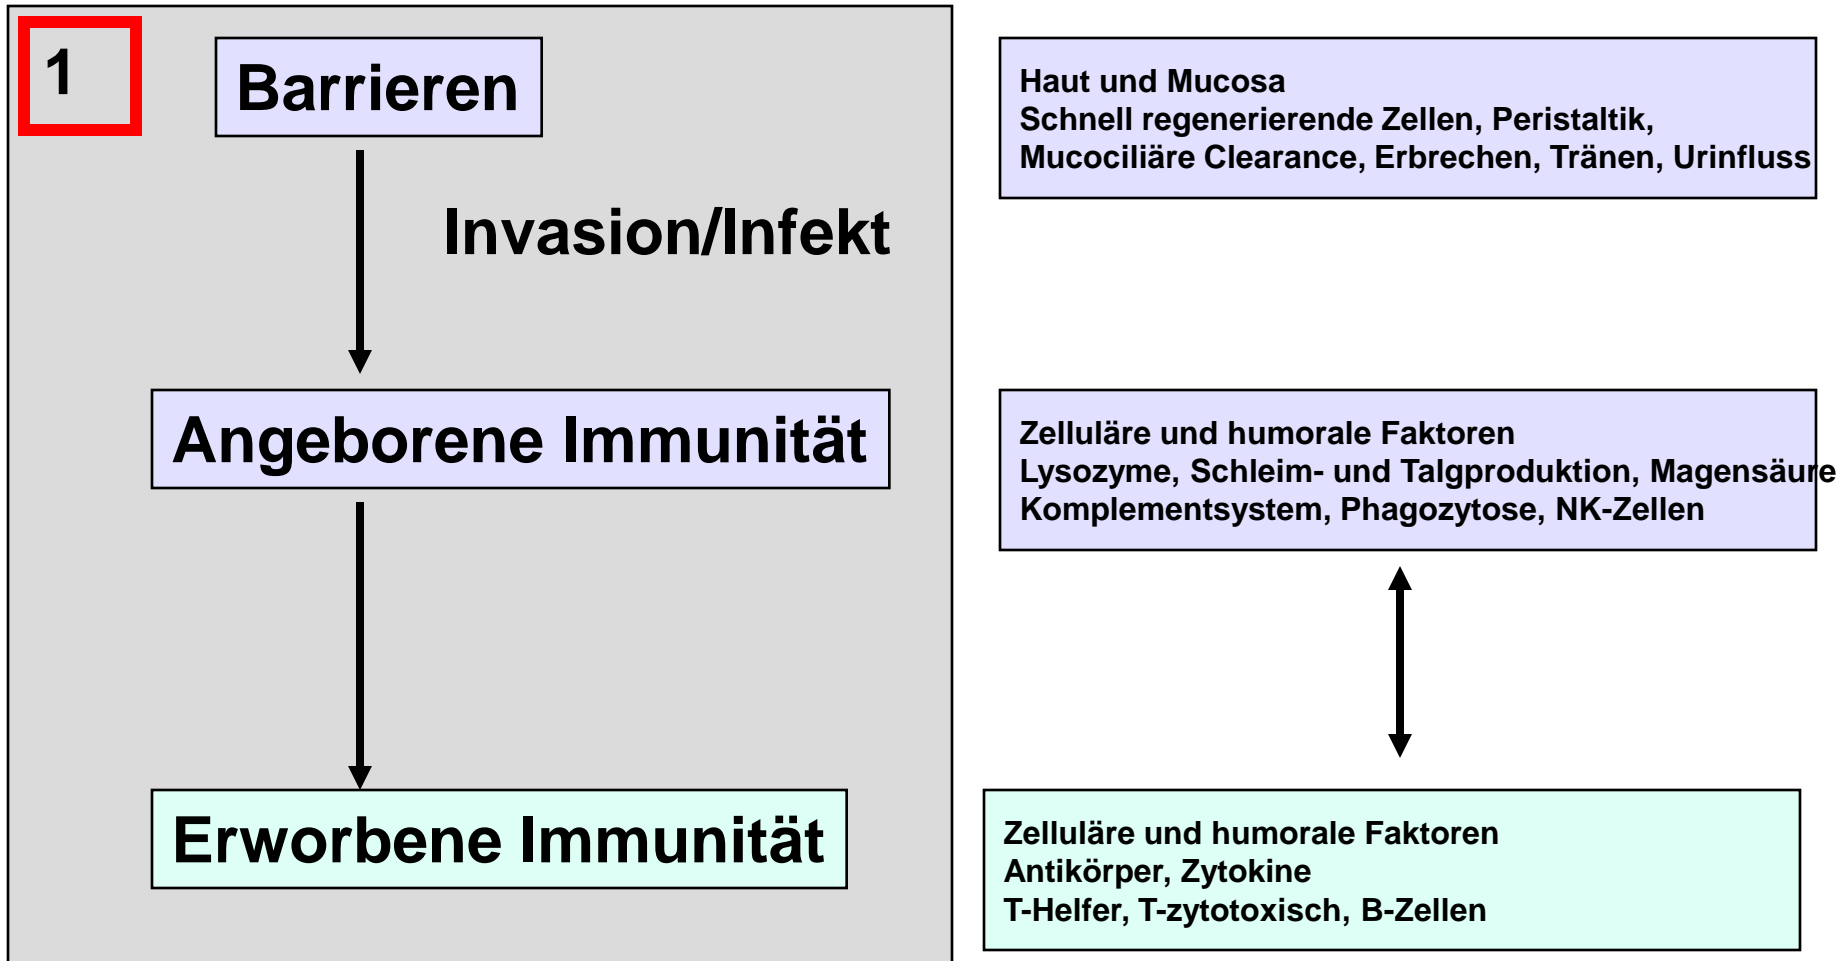 1
Barrieren
Haut und Mucosa
Schnell regenerierende Zellen, Peristaltik,
Mucociliäre Clearance, Erbrechen, Tränen, Urinfluss
Invasion/Infekt
Angeborene Immunität
Zelluläre und humorale Faktoren
Lysozyme, Schleim- und Talgproduktion, Magensäure
Komplementsystem, Phagozytose, NK-Zellen
Erworbene Immunität
Zelluläre und humorale Faktoren
Antikörper, Zytokine
T-Helfer, T-zytotoxisch, B-Zellen